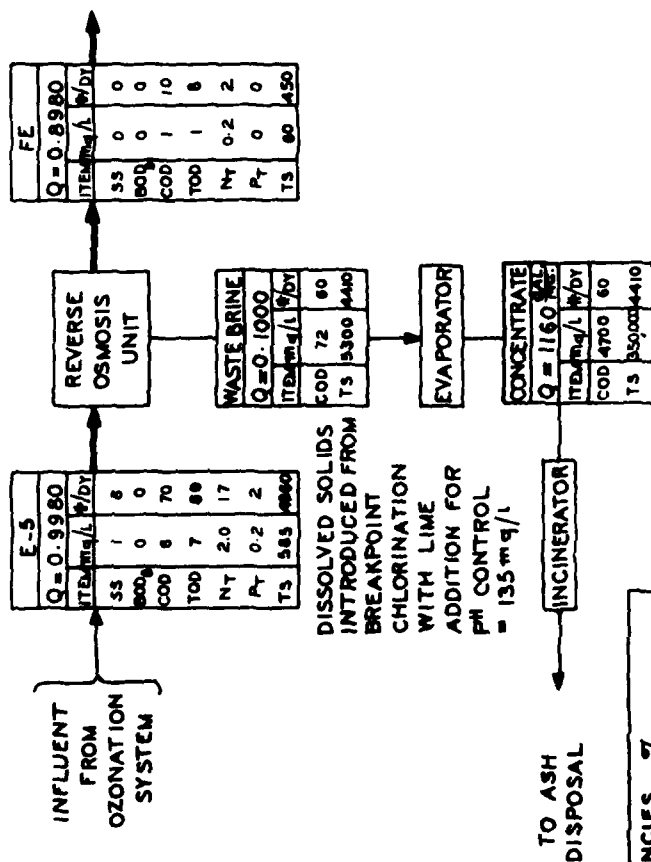 INFLUENT
FROM
OZONATION
SYSTEM
E-5
Q=0.9980
ITEM mg/l #/DY
SS 1 8
BOD5 0 0
COD 8 70
TOD 7
NT 2.0 17
PT 0.2 2
TS 585
REVERSE
OSMOSIS
UNIT
FE
Q=0.8980
ITEM mg/l #/DY
SS 0 0
BOD5 0 0
COD 1 10
TOD 1 8
NT 0.2 2
PT 0 0
TS 60 450
WASTE BRINE
Q=0.1000
ITEM mg/l #/DY
COD 72 60
TS 5300 4410
DISSOLVED SOLIDS
INTRODUCED FROM
BREAKPOINT
CHLORINATION
WITH LIME
ADDITION FOR
PH CONTROL
= 135 mg/l
EVAPORATOR
CONCENTRATE
Q=1160 GAL
ITEM mg/l #/DY
COD 4700 60
TS 350,000 4410
INCINERATOR
TO ASH
DISPOSAL
NCIES, %